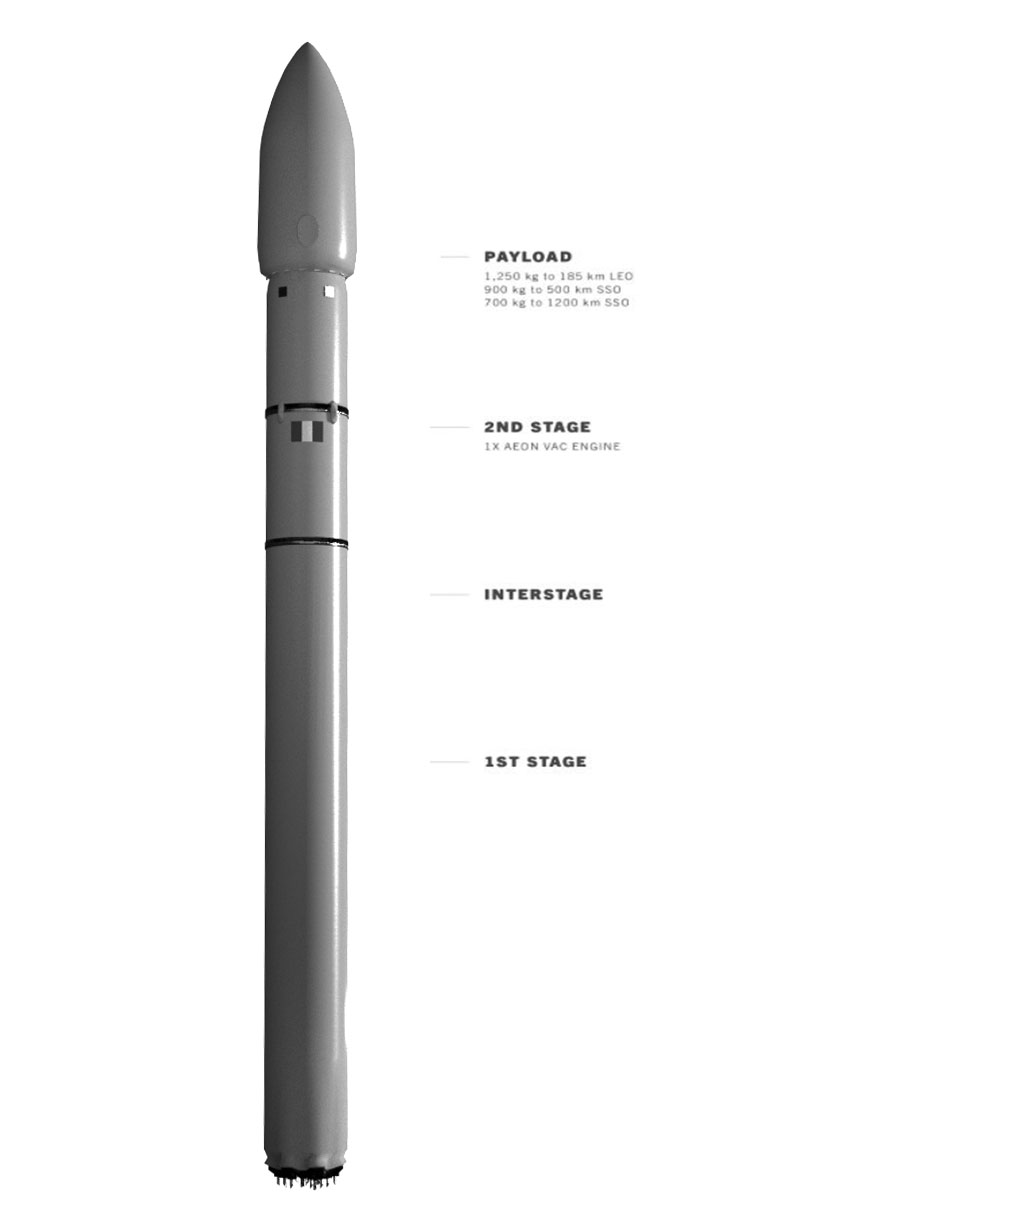 PAYLOAD
1,250 kg to 185 km LEO
900 kg to 500 km SSO
700 kg to 1200 km SSO
2ND STAGE
1X AEON VAC ENGINE
INTERSTAGE
1ST STAGE